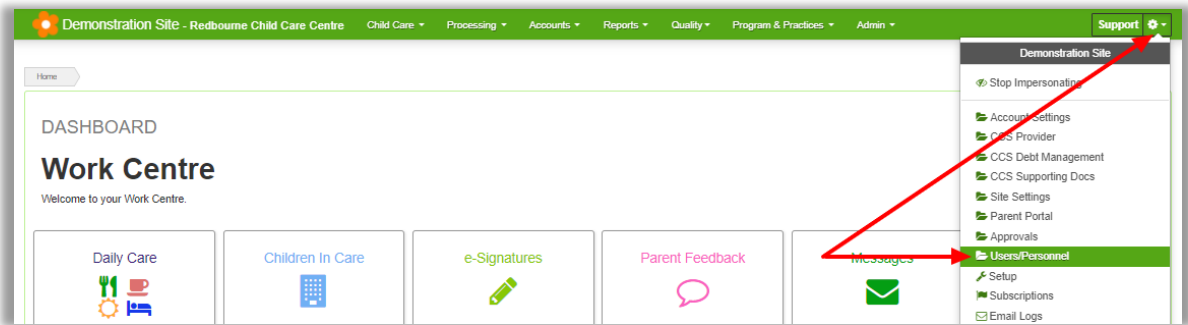 Demonstration Site - Redbourne Child Care Centre Child Care Processing Accounts Reports Quality Program & Practices Admin Support
Demonstration Site
Home
Stop Impersonating
DASHBOARD
Work Centre
Welcome to your Work Centre.
Account Settings
CCS Provider
CCS Debt Management
CCS Supporting Docs
Site Settings
Parent Portal
Approvals
Users/Personnel
Setup
Subscriptions
Email Logs
Daily Care
Children In Care
e-Signatures
Parent Feedback
Messages